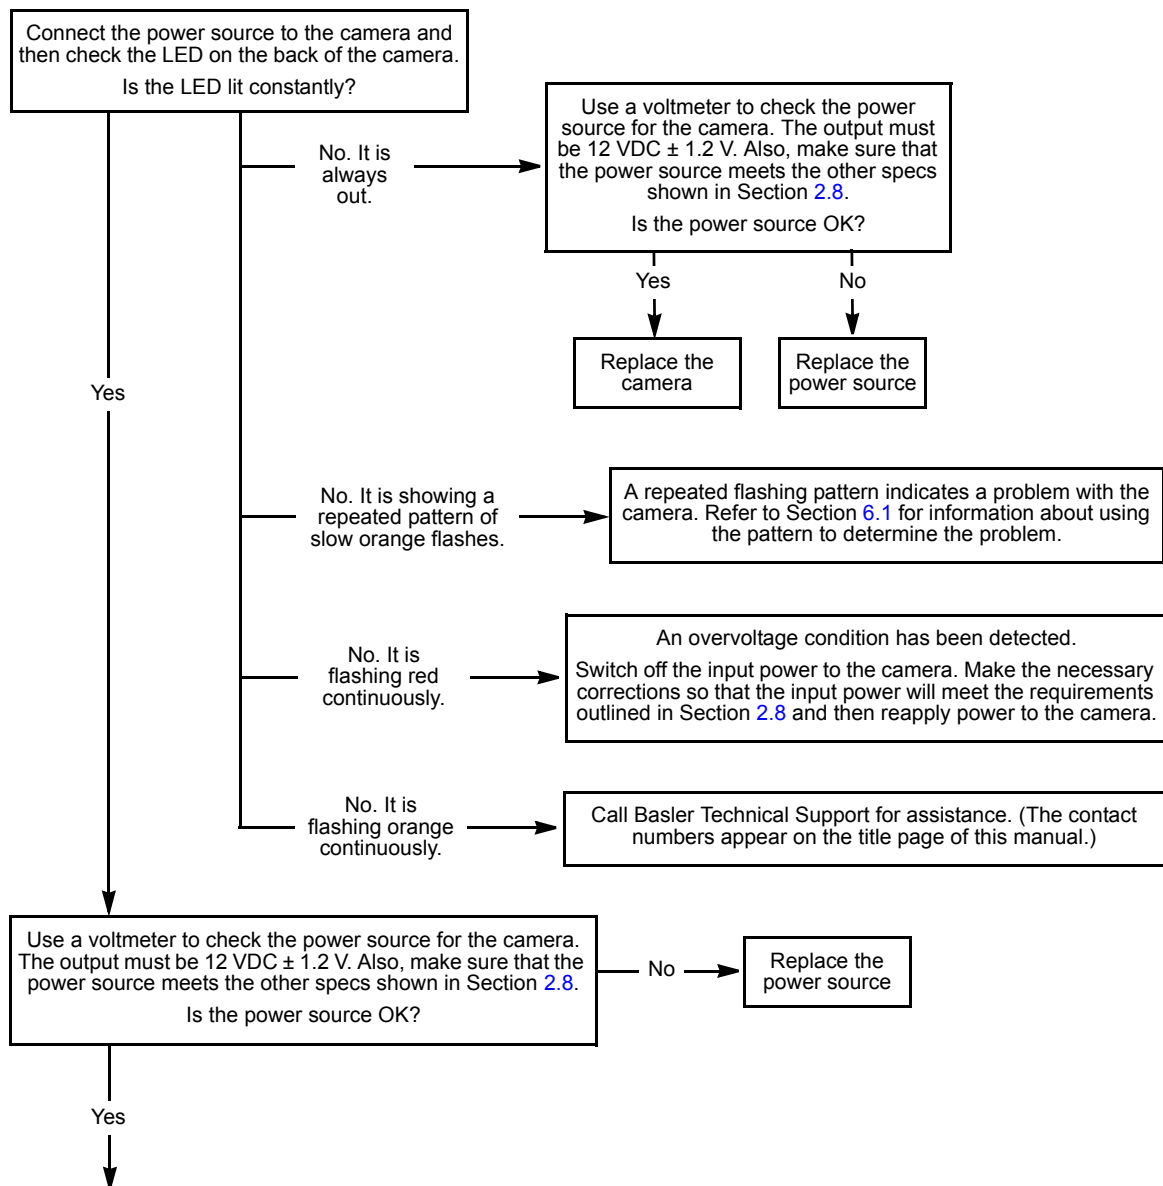 Connect the power source to the camera and
then check the LED on the back of the camera.
Is the LED lit constantly?
Use a voltmeter to check the power
source for the camera. The output must
be 12 VDC ± 1.2 V. Also, make sure that
the power source meets the other specs
shown in Section 2.8.
Is the power source OK?
No. It is
always
out.
Yes
No
Replace the
camera
Replace the
power source
Yes
No. It is showing a
repeated pattern of
slow orange flashes.
A repeated flashing pattern indicates a problem with the
camera. Refer to Section 6.1 for information about using
the pattern to determine the problem.
No. It is
flashing red
continuously.
An overvoltage condition has been detected.
Switch off the input power to the camera. Make the necessary
corrections so that the input power will meet the requirements
outlined in Section 2.8 and then reapply power to the camera.
No. It is
flashing orange
continuously.
Call Basler Technical Support for assistance. (The contact
numbers appear on the title page of this manual.)
Use a voltmeter to check the power source for the camera.
The output must be 12 VDC ± 1.2 V. Also, make sure that the
power source meets the other specs shown in Section 2.8.
Is the power source OK?
No
Replace the
power source
Yes